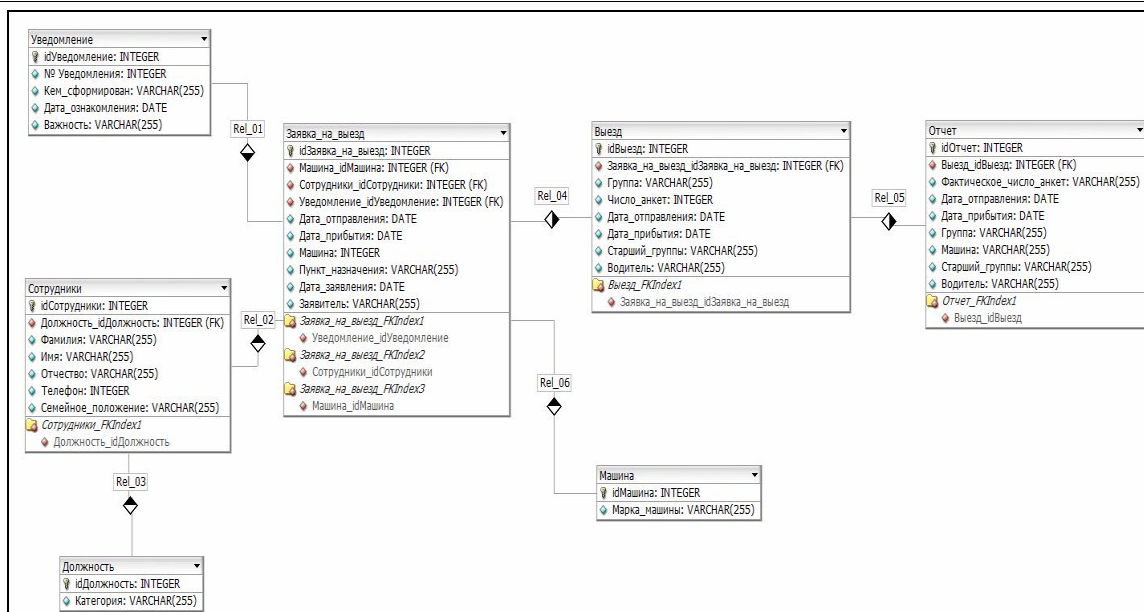 Уведомление
idУведомление: INTEGER
№ Уведомления: INTEGER
Кем_сформирован: VARCHAR(255)
Дата_ознакомления: DATE
Важность: VARCHAR(255)
Rel_01
Заявка_на_выезд
idЗаявка_на_выезд: INTEGER
Машина_idМашина: INTEGER (FK)
Сотрудники_idСотрудники: INTEGER (FK)
Уведомление_idУведомление: INTEGER (FK)
Дата_отправления: DATE
Дата_прибытия: DATE
Машина: INTEGER
Пункт_назначения: VARCHAR(255)
Дата_заявления: DATE
Заявитель: VARCHAR(255)
Заявка_на_выезд_FKIndex1
Уведомление_idУведомление
Заявка_на_выезд_FKIndex2
Сотрудники_idСотрудники
Заявка_на_выезд_FKIndex3
Машина_idМашина
Rel_04
Выезд
idВыезд: INTEGER
Заявка_на_выезд_idЗаявка_на_выезд: INTEGER (FK)
Группа: VARCHAR(255)
Число_анкет: INTEGER
Дата_отправления: DATE
Дата_прибытия: DATE
Старший_группы: VARCHAR(255)
Водитель: VARCHAR(255)
Выезд_FKIndex1
Заявка_на_выезд_idЗаявка_на_выезд
Rel_05
Отчет
idОтчет: INTEGER
Выезд_idВыезд: INTEGER (FK)
Фактическое_число_анкет: VARCHAR(255)
Дата_отправления: DATE
Дата_прибытия: DATE
Группа: VARCHAR(255)
Машина: VARCHAR(255)
Старший_группы: VARCHAR(255)
Водитель: VARCHAR(255)
Отчет_FKIndex1
Выезд_idВыезд
Сотрудники
idСотрудники: INTEGER
Должность_idДолжность: INTEGER (FK)
Фамилия: VARCHAR(255)
Имя: VARCHAR(255)
Отчество: VARCHAR(255)
Телефон: INTEGER
Семейное_положение: VARCHAR(255)
Сотрудники_FKIndex1
Должность_idДолжность
Rel_02
Rel_06
Rel_03
Машина
idМашина: INTEGER
Марка_машины: VARCHAR(255)
Должность
idДолжность: INTEGER
Категория: VARCHAR(255)